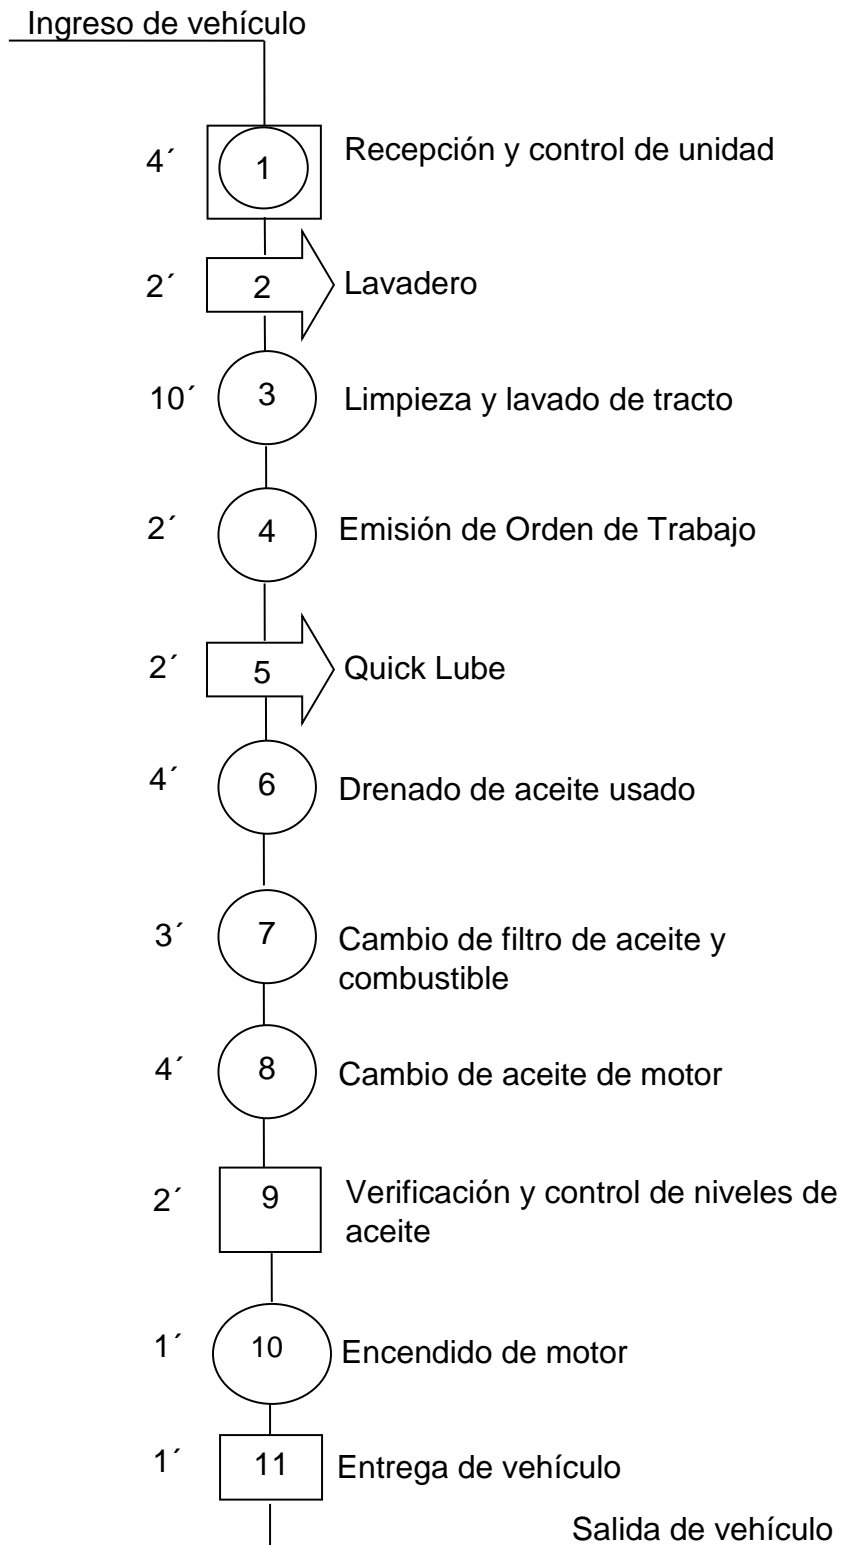 Ingreso de vehículo
4´ 1 Recepción y control de unidad
2´ 2 Lavadero
10´ 3 Limpieza y lavado de tracto
2´ 4 Emisión de Orden de Trabajo
2´ 5 Quick Lube
4´ 6 Drenado de aceite usado
3´ 7 Cambio de filtro de aceite y
combustible
4´ 8 Cambio de aceite de motor
2´ 9 Verificación y control de niveles de
aceite
1´ 10 Encendido de motor
1´ 11 Entrega de vehículo
Salida de vehículo